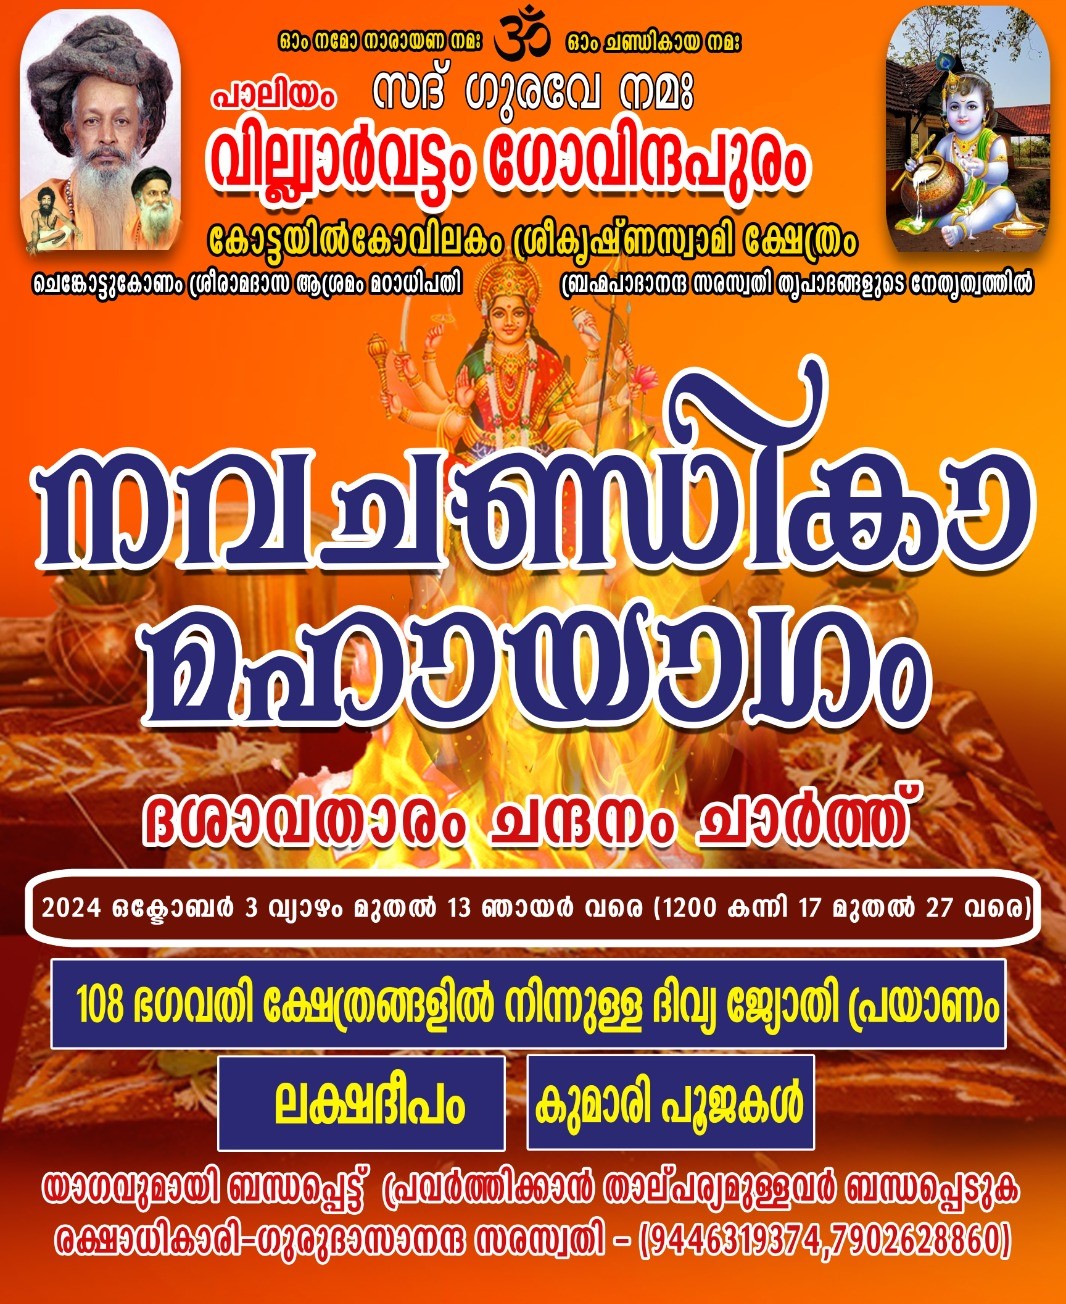 ഓം നമോ നാരായണ നമഃ ॐ ഓം ചണ്ഡികായ നമഃ
പാലിയം സദ് ഗുരവേ നമഃ
വില്ല്വാർവട്ടം ഗോവിന്ദപുരം
കോട്ടയിൽകോവിലകം ശ്രീകൃഷ്ണസ്വാമി ക്ഷേത്രം
ചെങ്കോട്ടുകോണം ശ്രീരാമദാസ ആശ്രമം മഠാധിപതി ബ്രഹ്മപാദാനന്ദ സരസ്വതി തൃപാദങ്ങളുടെ നേതൃത്വത്തിൽ
നവചണ്ഡികാ
മഹായാഗം
ദശാവതാരം ചന്ദനം ചാർത്ത്
2024 ഒക്ടോബർ 3 വ്യാഴം മുതൽ 13 ഞായർ വരെ (1200 കന്നി 17 മുതൽ 27 വരെ)
108 ഭഗവതി ക്ഷേത്രങ്ങളിൽ നിന്നുള്ള ദിവ്യ ജ്യോതി പ്രയാണം
ലക്ഷദീപം കുമാരി പൂജകൾ
യാഗവുമായി ബന്ധപ്പെട്ട് പ്രവർത്തിക്കാൻ താല്പര്യമുള്ളവർ ബന്ധപ്പെടുക
രക്ഷാധികാരി-ഗുരുദാസാനന്ദ സരസ്വതി - (9446319374,7902628860)